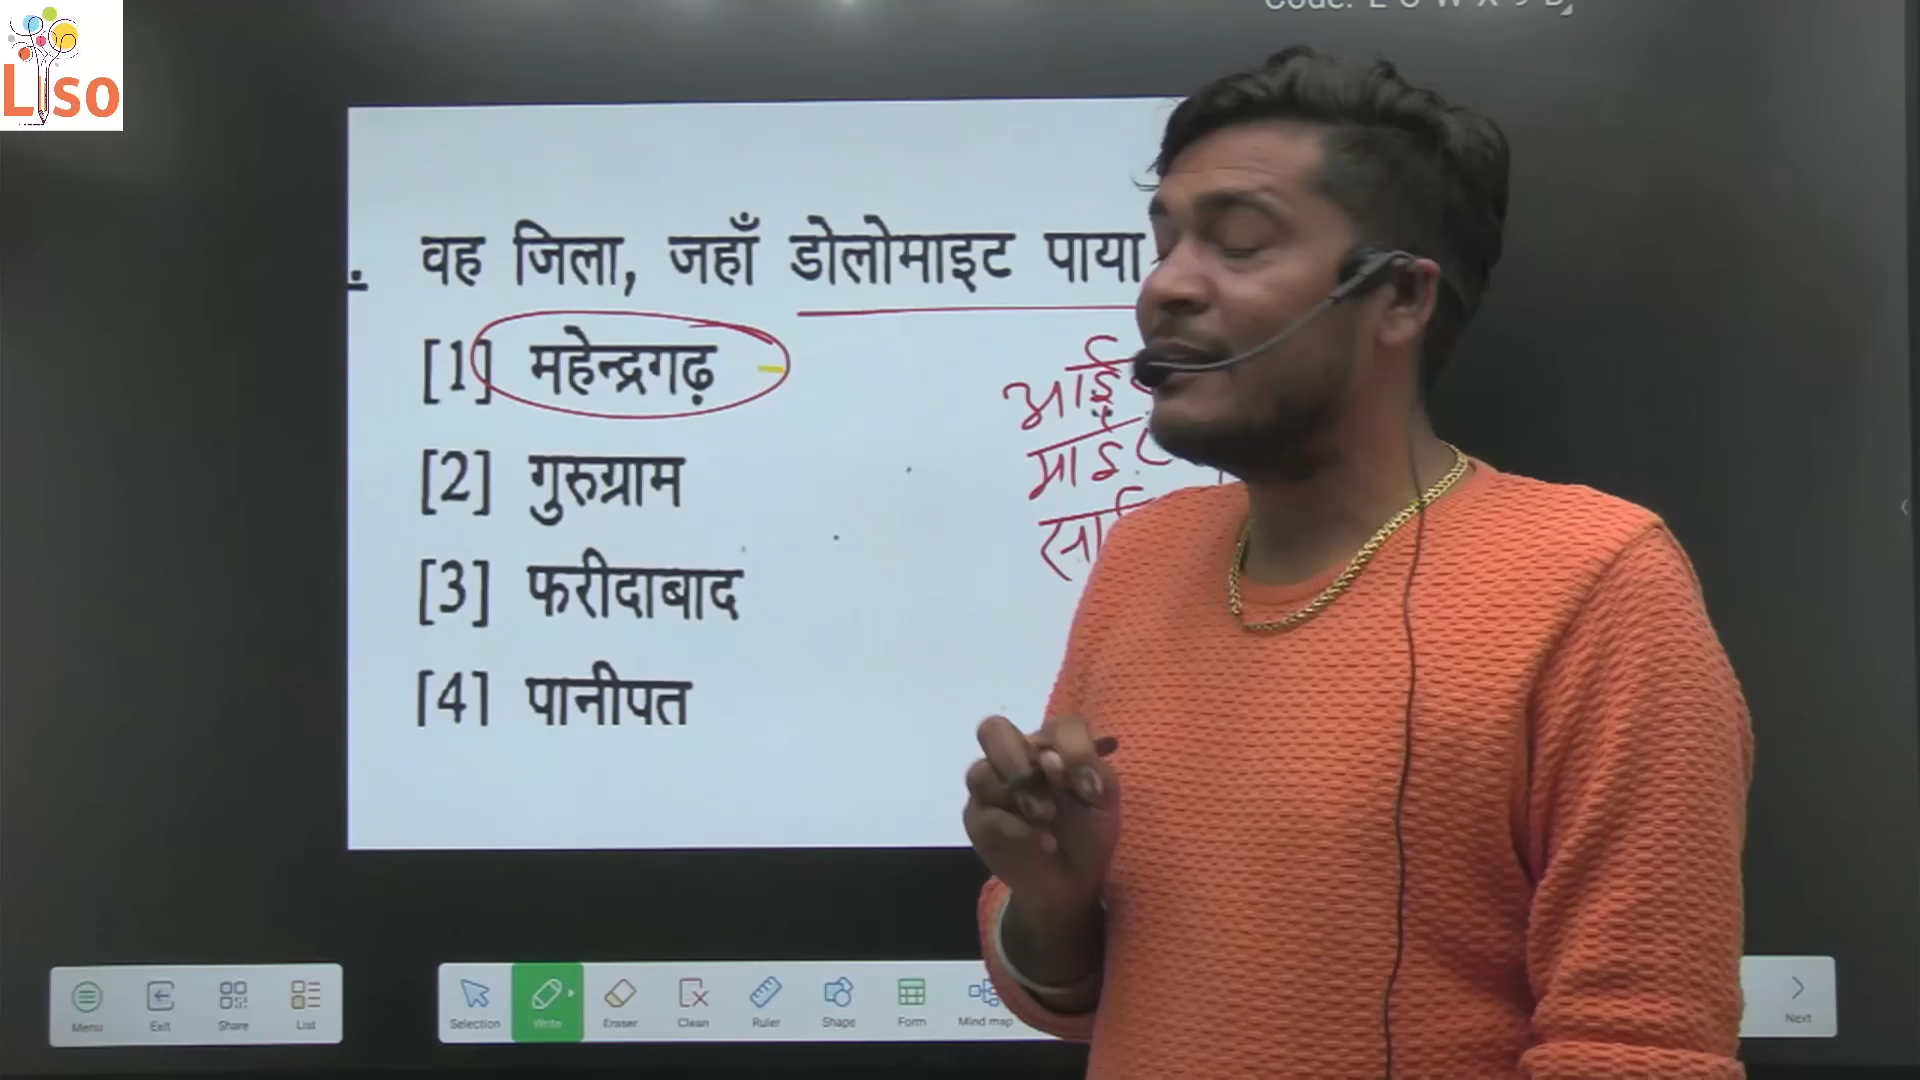 Liso
वह जिला, जहाँ डोलोमाइट पाया
[1] महेन्द्रगढ़
[2] गुरुग्राम
[3] फरीदाबाद
[4] पानीपत
Menu Exit Share List Selection Write Eraser Clean Ruler Shape Form Mind map Next